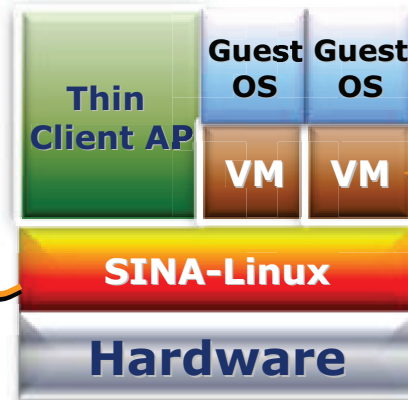 Thin
Client AP
Guest
OS
Guest
OS
VM
VM
SINA-Linux
Hardware